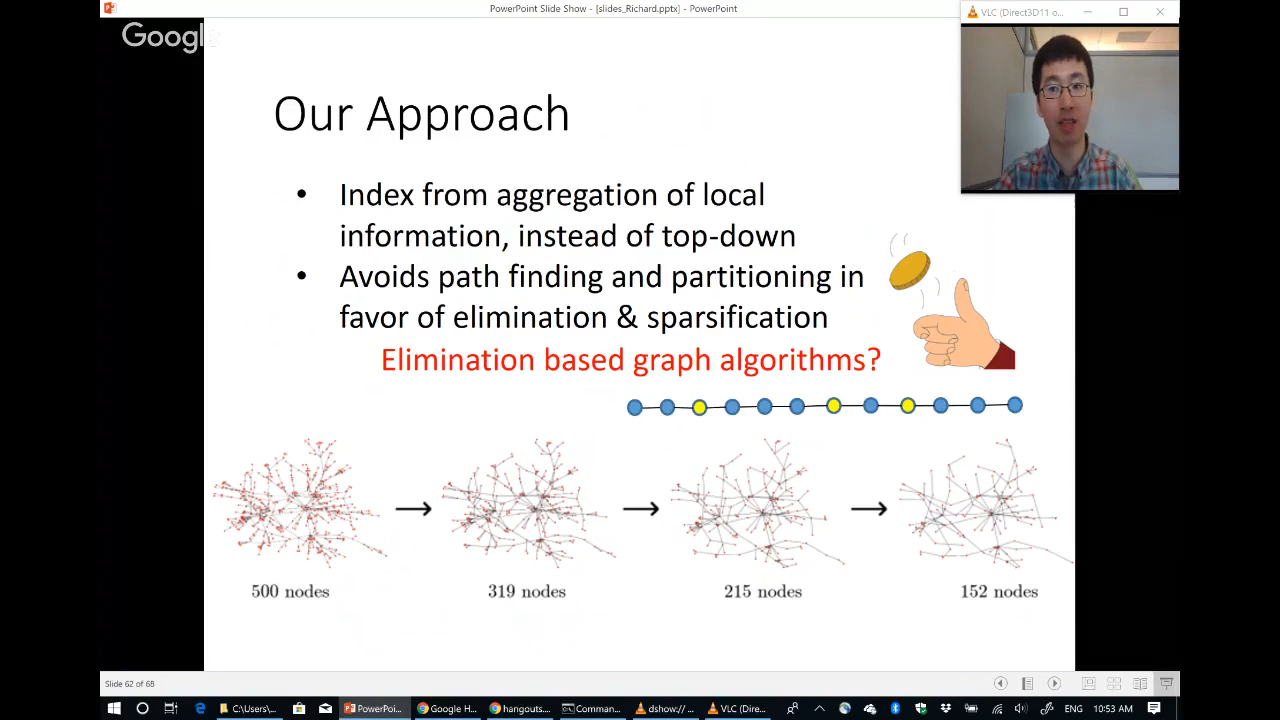 PowerPoint Slide Show - [slides_Richard.pptx] - PowerPoint
VLC (Direct3D11 o...
Google
Our Approach
• Index from aggregation of local
information, instead of top-down
• Avoids path finding and partitioning in
favor of elimination & sparsification
Elimination based graph algorithms?
500 nodes
319 nodes
215 nodes
152 nodes
Slide 62 of 68
C:\Users\...
PowerPoi...
Google H...
hangouts...
Comman...
dshow:// ...
VLC (Dire...
10:53 AM